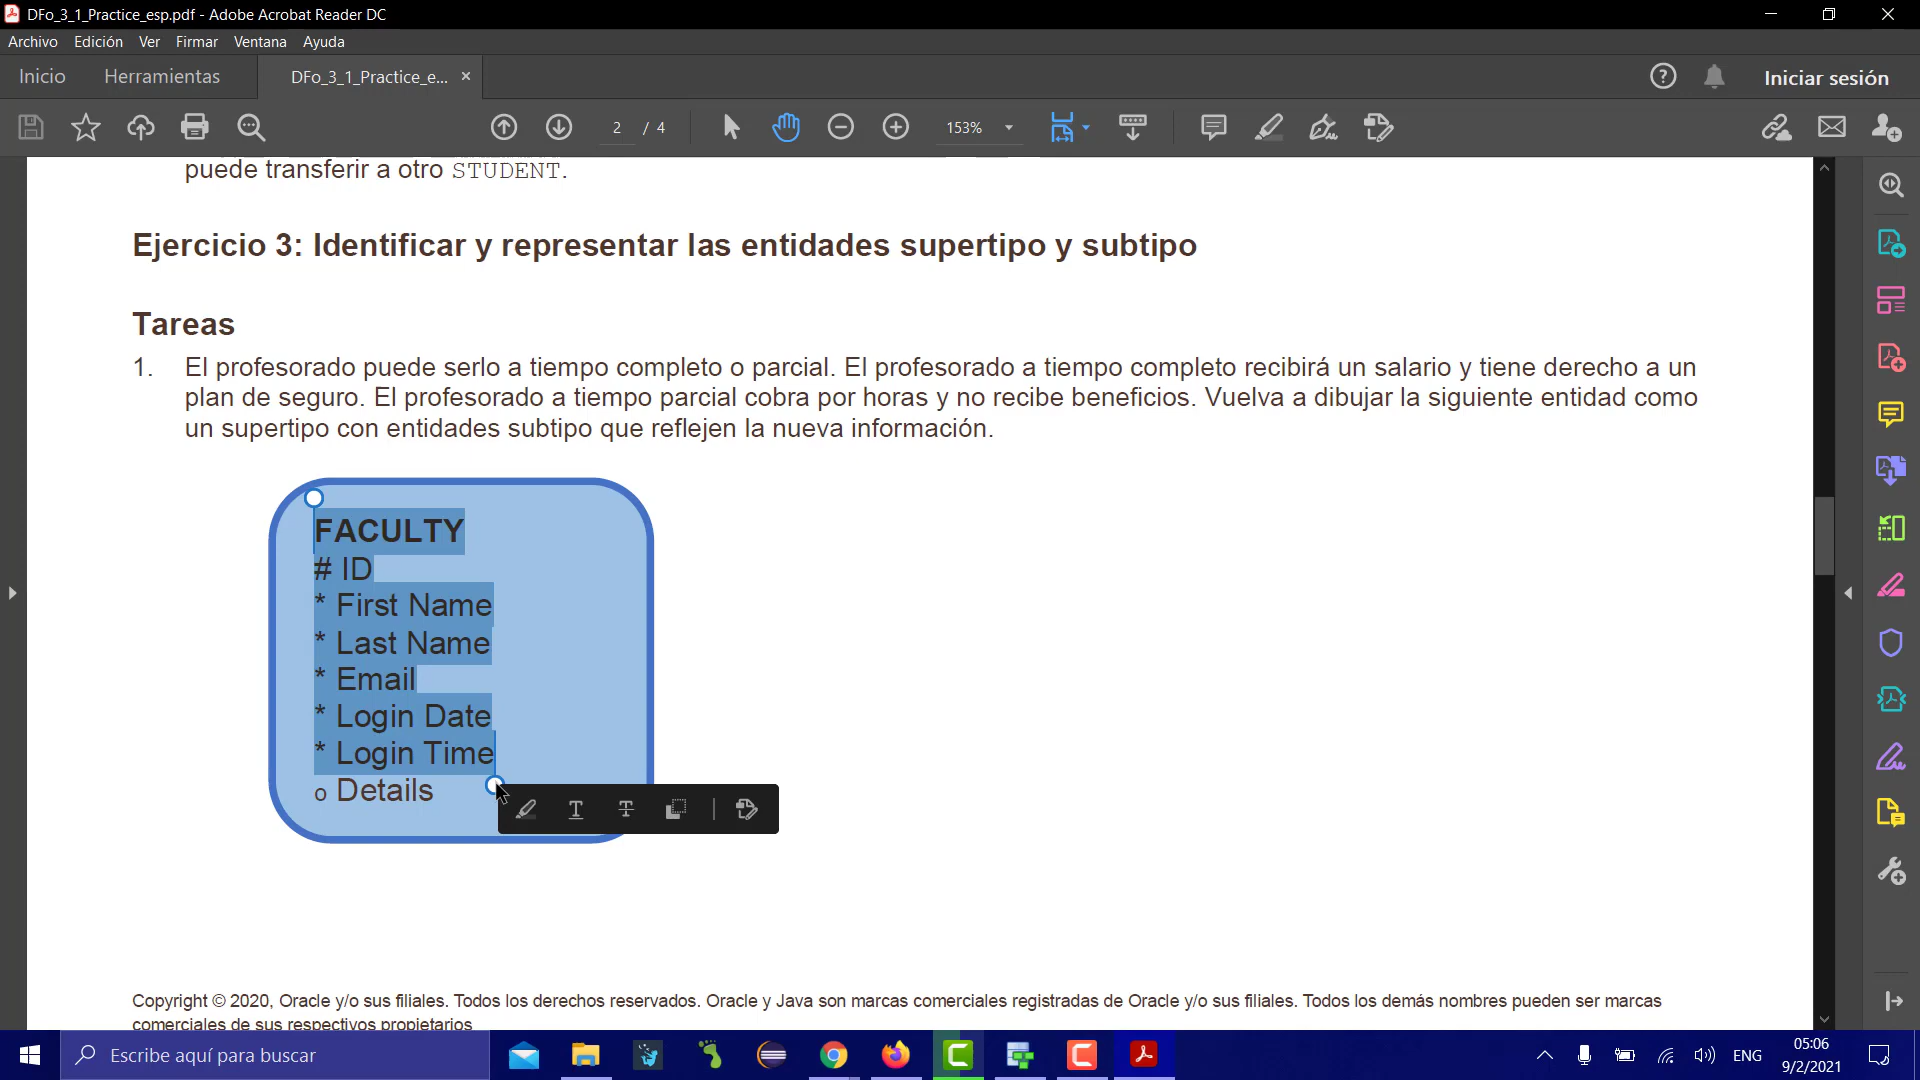 DFo_3_1_Practice_esp.pdf - Adobe Acrobat Reader DC
Archivo Edición Ver Firmar Ventana Ayuda
Inicio Herramientas DFo_3_1_Practice_e... × Iniciar sesión
2 / 4 153%
puede transferir a otro STUDENT.
Ejercicio 3: Identificar y representar las entidades supertipo y subtipo
Tareas
1. El profesorado puede serlo a tiempo completo o parcial. El profesorado a tiempo completo recibirá un salario y tiene derecho a un
plan de seguro. El profesorado a tiempo parcial cobra por horas y no recibe beneficios. Vuelva a dibujar la siguiente entidad como
un supertipo con entidades subtipo que reflejen la nueva información.
FACULTY
# ID
* First Name
* Last Name
* Email
* Login Date
* Login Time
o Details
Copyright © 2020, Oracle y/o sus filiales. Todos los derechos reservados. Oracle y Java son marcas comerciales registradas de Oracle y/o sus filiales. Todos los demás nombres pueden ser marcas
comerciales de sus respectivos propietarios
Escribe aquí para buscar
ENG
05:06
9/2/2021